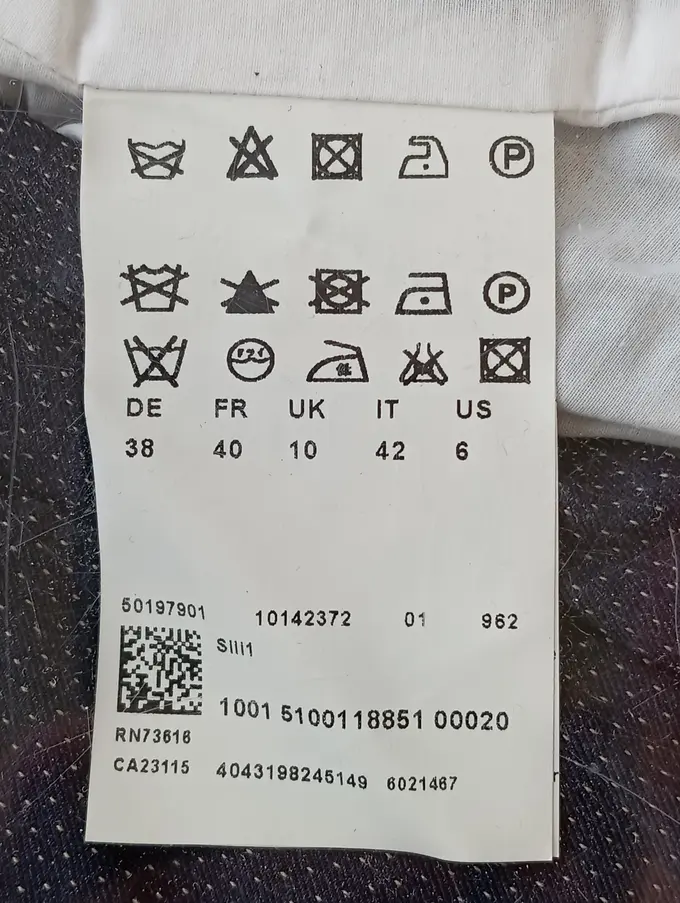 P
P
DE FR UK IT US
38 40 10 42 6
50197901 10142372 01 962
SIII1
1001 5100118851 00020
RN73616
CA23115 4043198245149 6021467